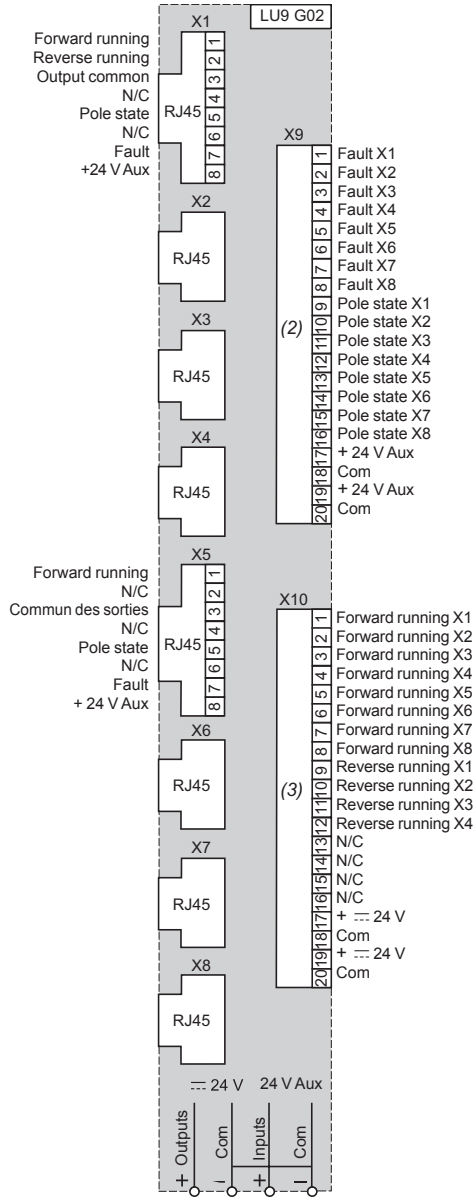 LU9 G02
X1
Forward running 1
Reverse running 2
Output common 3
N/C 4
Pole state 5
N/C 6
Fault 7
+24 V Aux 8
RJ45
X2
RJ45
X3
RJ45
X4
RJ45
X5
Forward running 1
N/C 2
Commun des sorties 3
N/C 4
Pole state 5
N/C 6
Fault 7
+ 24 V Aux 8
RJ45
X6
RJ45
X7
RJ45
X8
RJ45
X9
(2)
1 Fault X1
2 Fault X2
3 Fault X3
4 Fault X4
5 Fault X5
6 Fault X6
7 Fault X7
8 Fault X8
9 Pole state X1
10 Pole state X2
11 Pole state X3
12 Pole state X4
13 Pole state X5
14 Pole state X6
15 Pole state X7
16 Pole state X8
17 + 24 V Aux
18 Com
19 + 24 V Aux
20 Com
X10
(3)
1 Forward running X1
2 Forward running X2
3 Forward running X3
4 Forward running X4
5 Forward running X5
6 Forward running X6
7 Forward running X7
8 Forward running X8
9 Reverse running X1
10 Reverse running X2
11 Reverse running X3
12 Reverse running X4
13 N/C
14 N/C
15 N/C
16 N/C
17 + ⎓ 24 V
18 Com
19 + ⎓ 24 V
20 Com
⎓ 24 V
24 V Aux
+ Outputs
– Com
+ Inputs
– Com